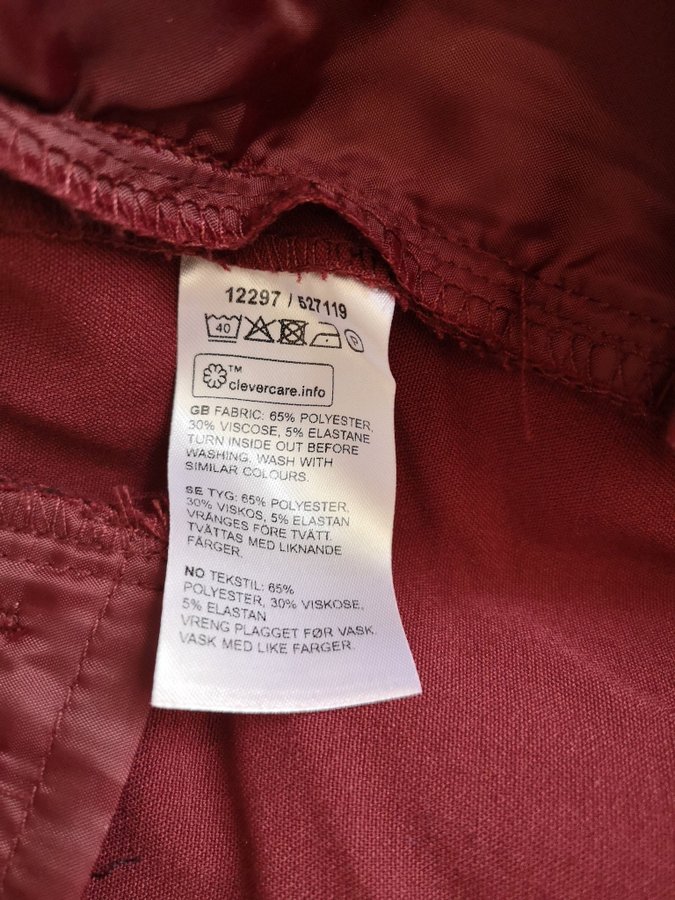 12297 / 527119
40 P
™
clevercare.info
GB FABRIC: 65% POLYESTER,
30% VISCOSE, 5% ELASTANE
TURN INSIDE OUT BEFORE
WASHING, WASH WITH
SIMILAR COLOURS.
SE TYG: 65% POLYESTER,
30% VISKOS, 5% ELASTAN
VRÄNGES FÖRE TVÄTT.
TVÄTTAS MED LIKNANDE
FÄRGER.
NO TEKSTIL: 65%
POLYESTER, 30% VISKOSE,
5% ELASTAN
VRENG PLAGGET FØR VASK.
VASK MED LIKE FARGER.